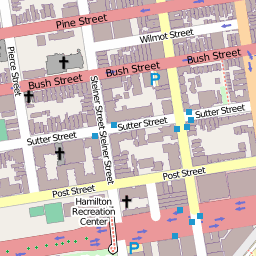 Pine Street
Wilmot Street
Pierce Street
Bush Street
Bush Street
Bush Street
P
Steiner Street
Steiner Street
Sutter Street
Sutter Street
Sutter Street
Post Street
Post Street
Hamilton
Recreation
Center
P